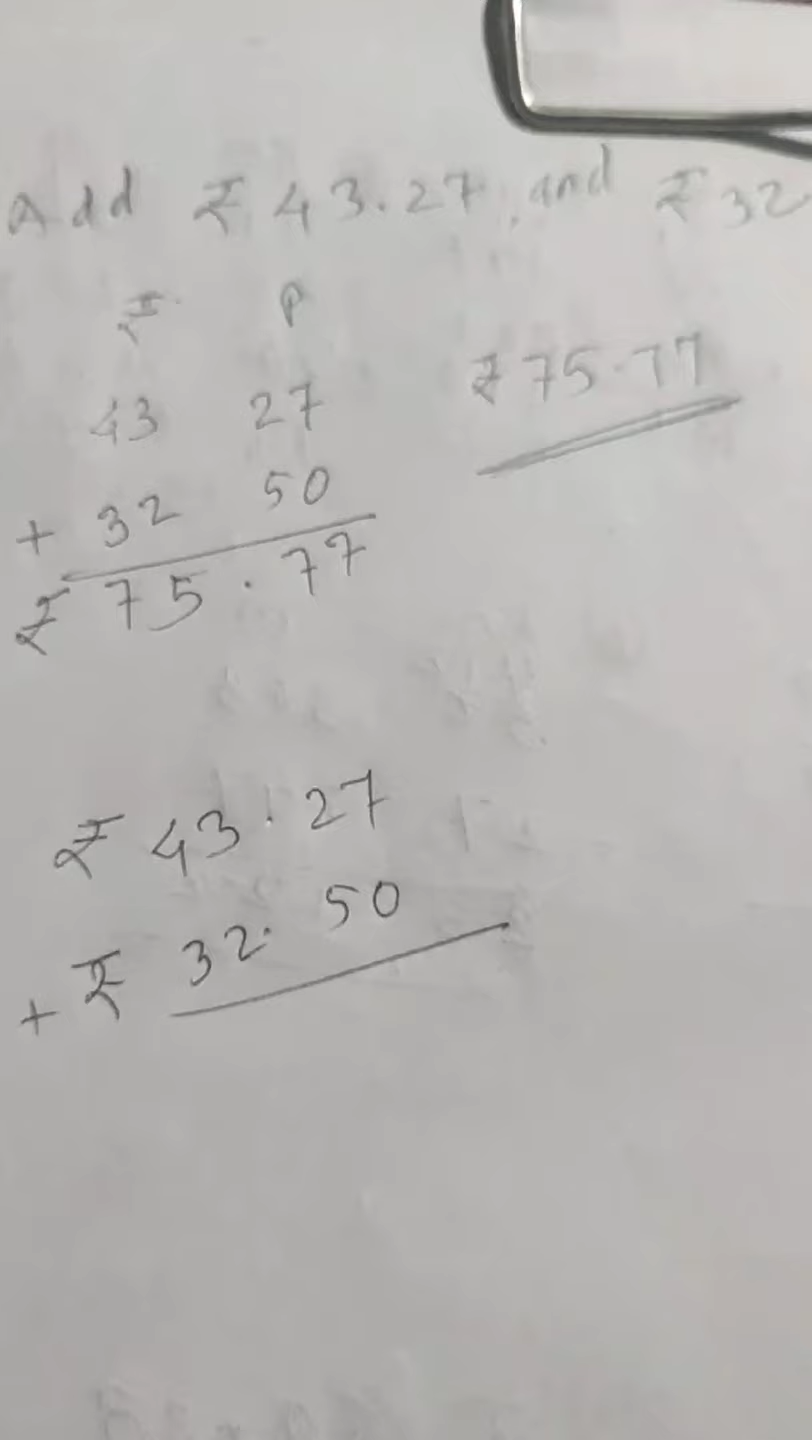 Add ₹ 43.27 and ₹ 32
₹ P
43 27
+ 32 50
₹ 75.77
₹ 75.77
₹ 43.27
+ ₹ 32.50